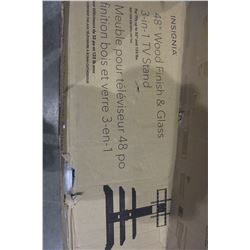 INSIGNIA
48" Wood Finish & Glass
3-in-1 TV Stand
Meuble pour téléviseur 48 po
finition bois et verre 3-en-1